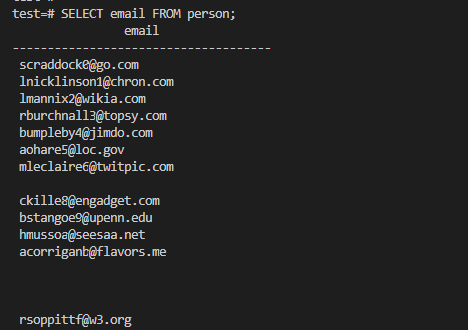 test=# SELECT email FROM person;
email
-------------------------------------
scraddock0@go.com
lnicklinson1@chron.com
lmannix2@wikia.com
rburchnall3@topsy.com
bumpleby4@jimdo.com
aohare5@loc.gov
mleclaire6@twitpic.com
ckille8@engadget.com
bstangoe9@upenn.edu
hmussoa@seesaa.net
acorriganb@flavors.me
rsoppittf@w3.org